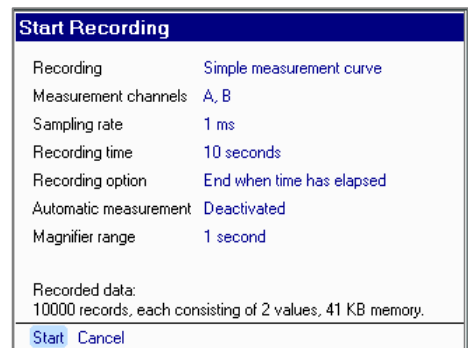 Start Recording
Recording Simple measurement curve
Measurement channels A, B
Sampling rate 1 ms
Recording time 10 seconds
Recording option End when time has elapsed
Automatic measurement Deactivated
Magnifier range 1 second
Recorded data:
10000 records, each consisting of 2 values, 41 KB memory.
Start Cancel